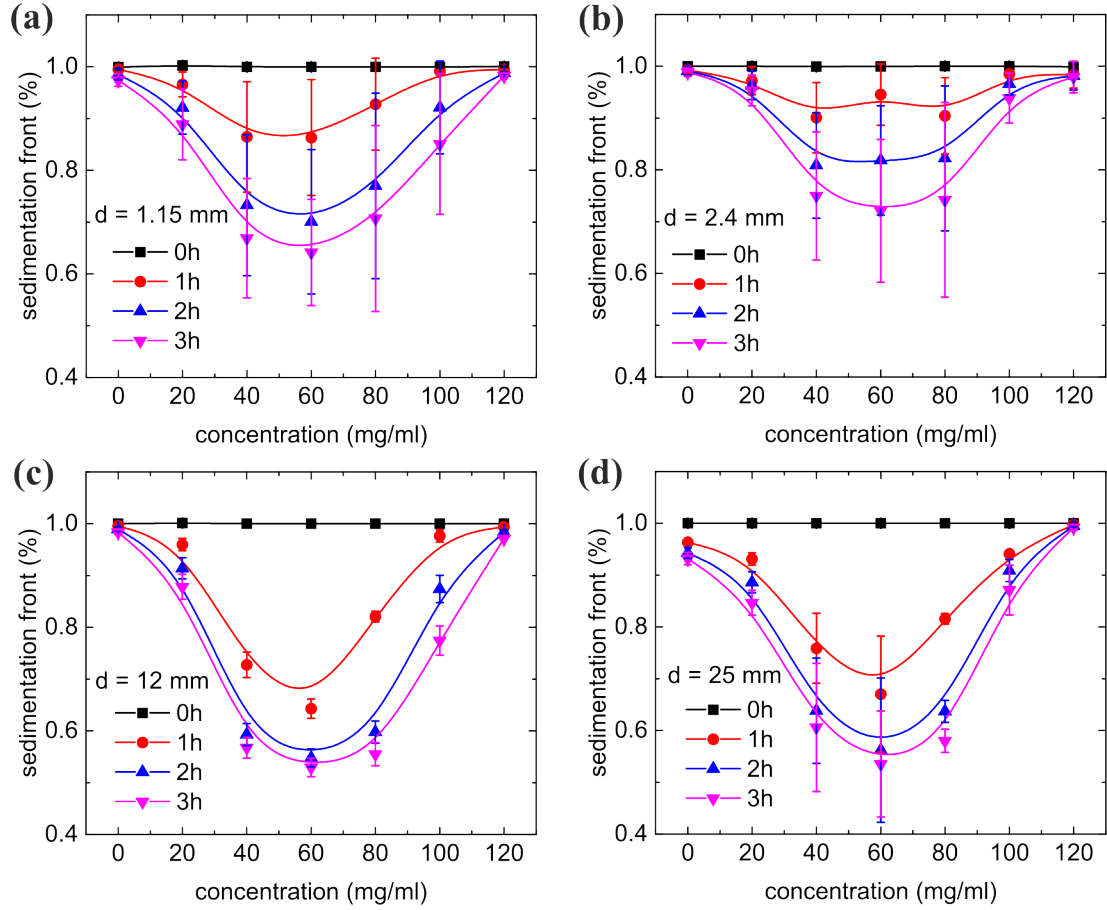 (a)
1.0
0.8
0.6
0.4
sedimentation front (%)
d = 1.15 mm
0h
1h
2h
3h
0 20 40 60 80 100 120
concentration (mg/ml)
(b)
1.0
0.8
0.6
0.4
sedimentation front (%)
d = 2.4 mm
0h
1h
2h
3h
0 20 40 60 80 100 120
concentration (mg/ml)
(c)
1.0
0.8
0.6
0.4
sedimentation front (%)
d = 12 mm
0h
1h
2h
3h
0 20 40 60 80 100 120
concentration (mg/ml)
(d)
1.0
0.8
0.6
0.4
sedimentation front (%)
d = 25 mm
0h
1h
2h
3h
0 20 40 60 80 100 120
concentration (mg/ml)